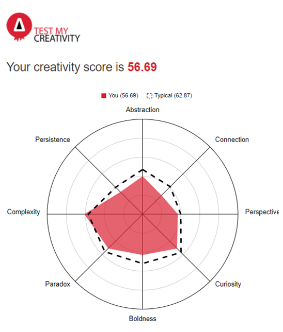 TEST MY
CREATIVITY
Your creativity score is 56.69
You (56.69) Typical (62.87)
Abstraction
Persistence Connection
Complexity Perspective
Paradox Curiosity
Boldness